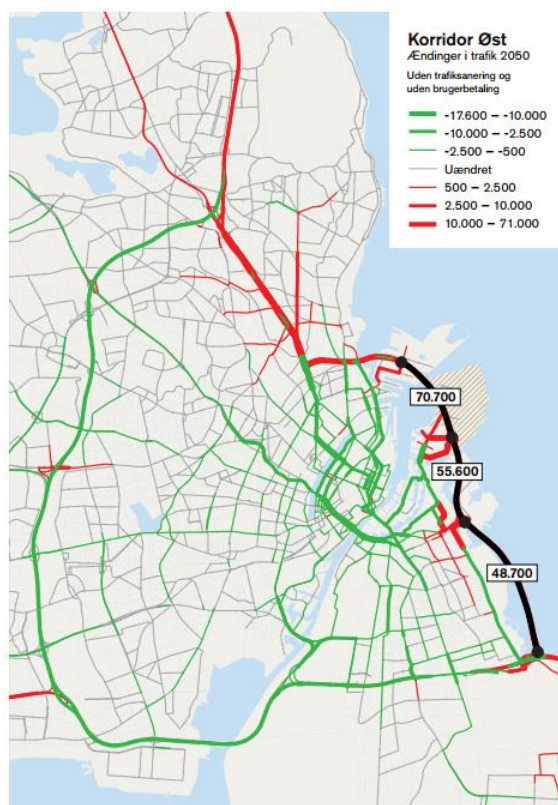 Korridor Øst
Ændringer i trafik 2050
Uden trafiksanering og
uden brugerbetaling
-17.600 – -10.000
-10.000 – -2.500
-2.500 – -500
Uændret
500 – 2.500
2.500 – 10.000
10.000 – 71.000
70.700
55.600
48.700